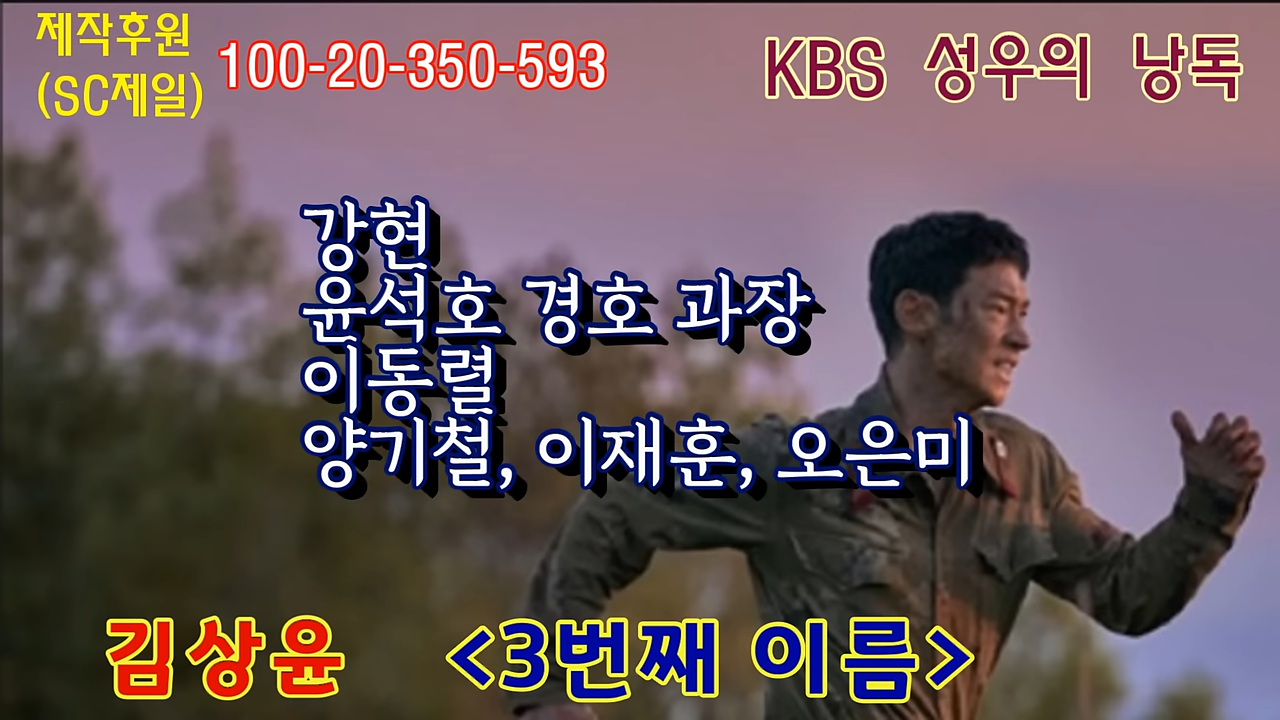 제작후원
(SC제일)
100-20-350-593
KBS 성우의 낭독
강현
윤석호 경호 과장
이동렬
양기철, 이재훈, 오은미
김상윤 <3번째 이름>